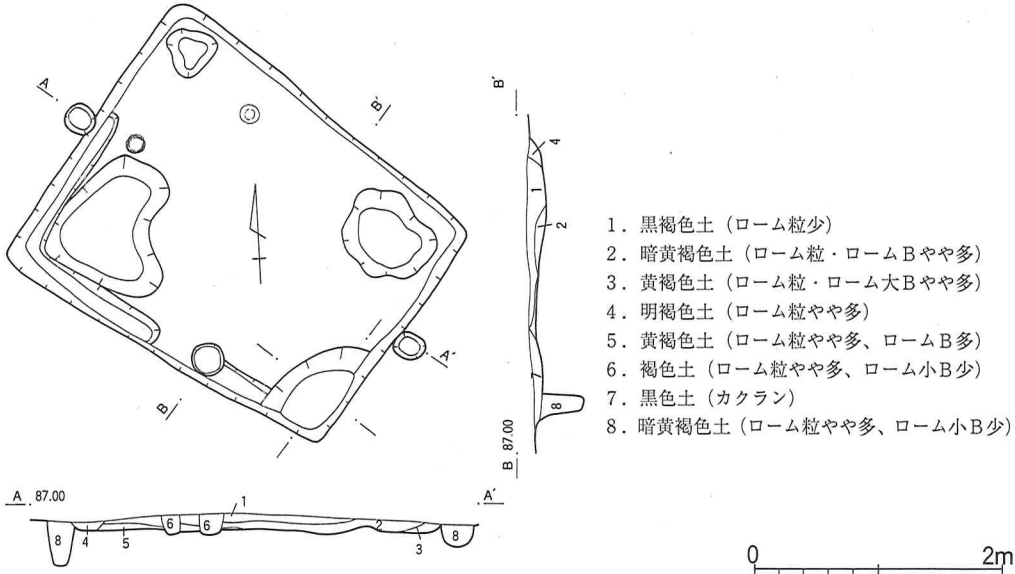 A
B'
B'
A'
B
B 87.00
4
1
2
7
8
1. 黒褐色土（ローム粒少）
2. 暗黄褐色土（ローム粒・ロームBやや多）
3. 黄褐色土（ローム粒・ローム大Bやや多）
4. 明褐色土（ローム粒やや多）
5. 黄褐色土（ローム粒やや多、ロームB多）
6. 褐色土（ローム粒やや多、ローム小B少）
7. 黒色土（カクラン）
8. 暗黄褐色土（ローム粒やや多、ローム小B少）
A 87.00
A'
1
8 4 5 6 6 2 3 8
0 2m